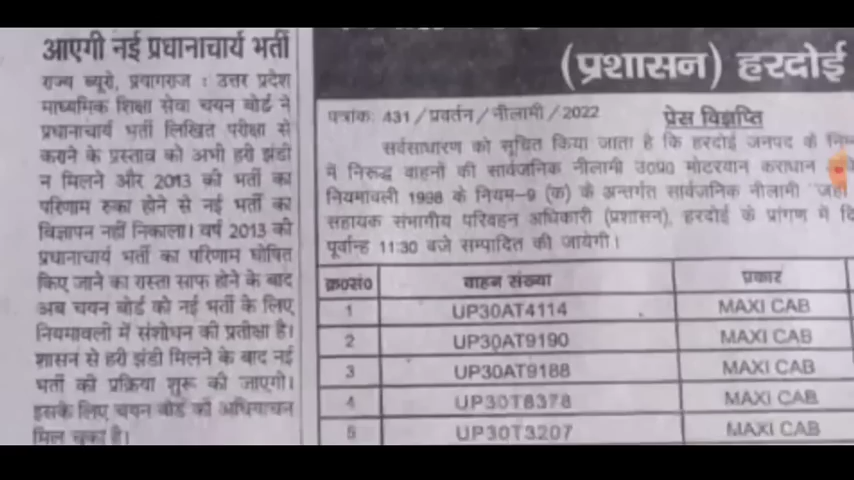 आएगी नई प्रधानाचार्य भर्ती
राज्य ब्यूरो, प्रयागराज : उत्तर प्रदेश
माध्यमिक शिक्षा सेवा चयन बोर्ड ने
प्रधानाचार्य भर्ती लिखित परीक्षा से
कराने के प्रस्ताव को अभी हरी झंडी
न मिलने और 2013 की भर्ती का
परिणाम रुका होने से नई भर्ती का
विज्ञापन नहीं निकाला। वर्ष 2013 की
प्रधानाचार्य भर्ती का परिणाम घोषित
किए जाने का रास्ता साफ होने के बाद
अब चयन बोर्ड को नई भर्ती के लिए
नियमावली में संशोधन की प्रतीक्षा है।
शासन से हरी झंडी मिलने के बाद नई
भर्ती की प्रक्रिया शुरू की जाएगी।
इसके लिए चयन बोर्ड को अधियाचन
मिल चुका है।
(प्रशासन) हरदोई
पत्रांक: 431/प्रवर्तन/नीलामी/2022 प्रेस विज्ञप्ति
सर्वसाधारण को सूचित किया जाता है कि हरदोई जनपद के
में निरुद्ध वाहनों की सार्वजनिक नीलामी उ०प्र० मोटरयान कराधान
नियमावली 1998 के नियम-9 (क) के अन्तर्गत सार्वजनिक नीलामी "जहां
सहायक संभागीय परिवहन अधिकारी (प्रशासन), हरदोई के प्रांगण में
पूर्वान्ह 11:30 बजे सम्पादित की जायेगी।
क्र०सं० वाहन संख्या प्रकार
1 UP30AT4114 MAXI CAB
2 UP30AT9190 MAXI CAB
3 UP30AT9188 MAXI CAB
4 UP30T8378 MAXI CAB
5 UP30T3207 MAXI CAB